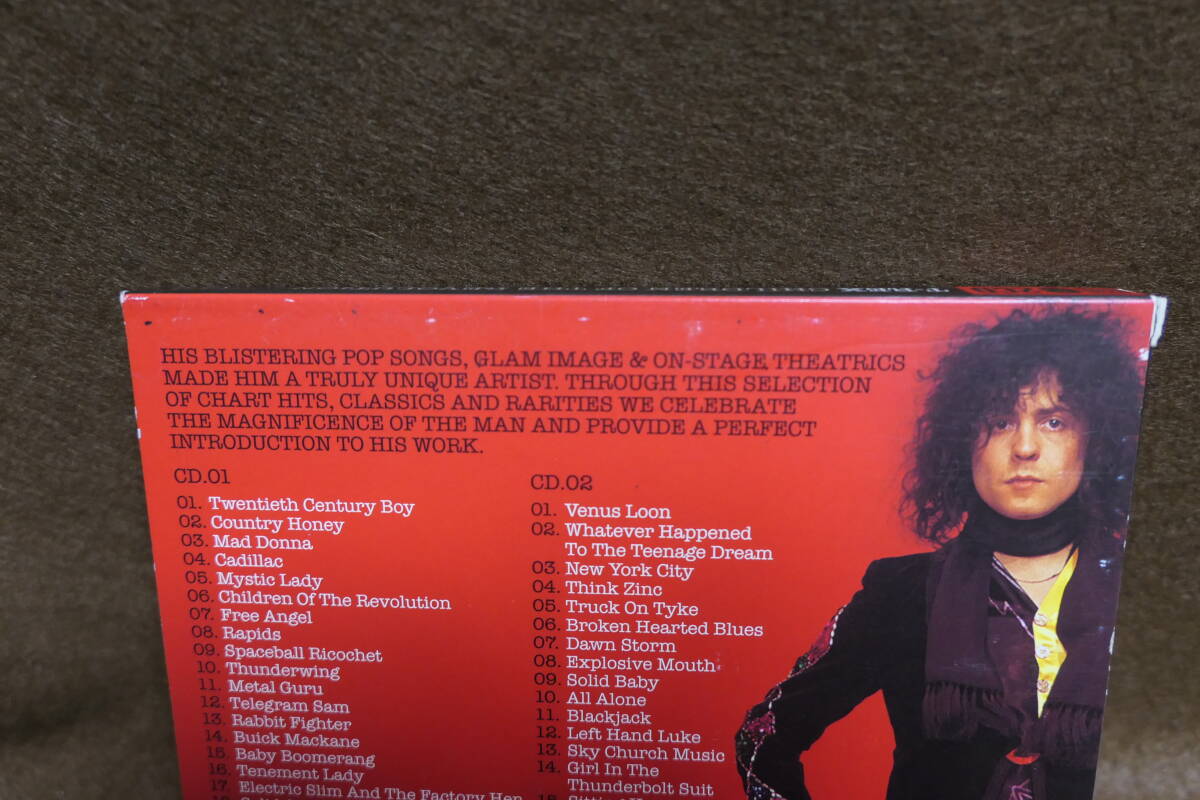 HIS BLISTERING POP SONGS, GLAM IMAGE & ON-STAGE THEATRICS
MADE HIM A TRULY UNIQUE ARTIST. THROUGH THIS SELECTION
OF CHART HITS, CLASSICS AND RARITIES WE CELEBRATE
THE MAGNIFICENCE OF THE MAN AND PROVIDE A PERFECT
INTRODUCTION TO HIS WORK.
CD.01
01. Twentieth Century Boy
02. Country Honey
03. Mad Donna
04. Cadillac
05. Mystic Lady
06. Children Of The Revolution
07. Free Angel
08. Rapids
09. Spaceball Ricochet
10. Thunderwing
11. Metal Guru
12. Telegram Sam
13. Rabbit Fighter
14. Buick Mackane
15. Baby Boomerang
16. Tenement Lady
17. Electric Slim And The Factory Hen
CD.02
01. Venus Loon
02. Whatever Happened
To The Teenage Dream
03. New York City
04. Think Zinc
05. Truck On Tyke
06. Broken Hearted Blues
07. Dawn Storm
08. Explosive Mouth
09. Solid Baby
10. All Alone
11. Blackjack
12. Left Hand Luke
13. Sky Church Music
14. Girl In The
Thunderbolt Suit